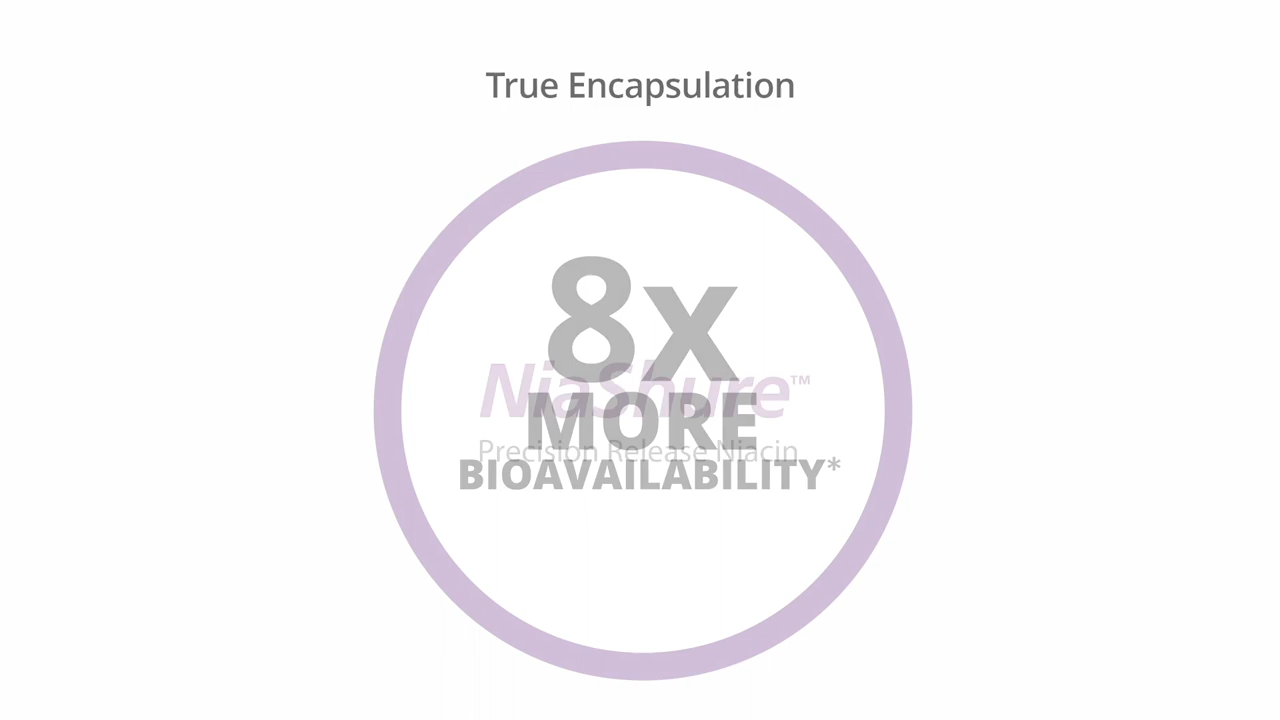 True Encapsulation
8x
NiaShure™
MORE
Precision Release Niacin
BIOAVAILABILITY*